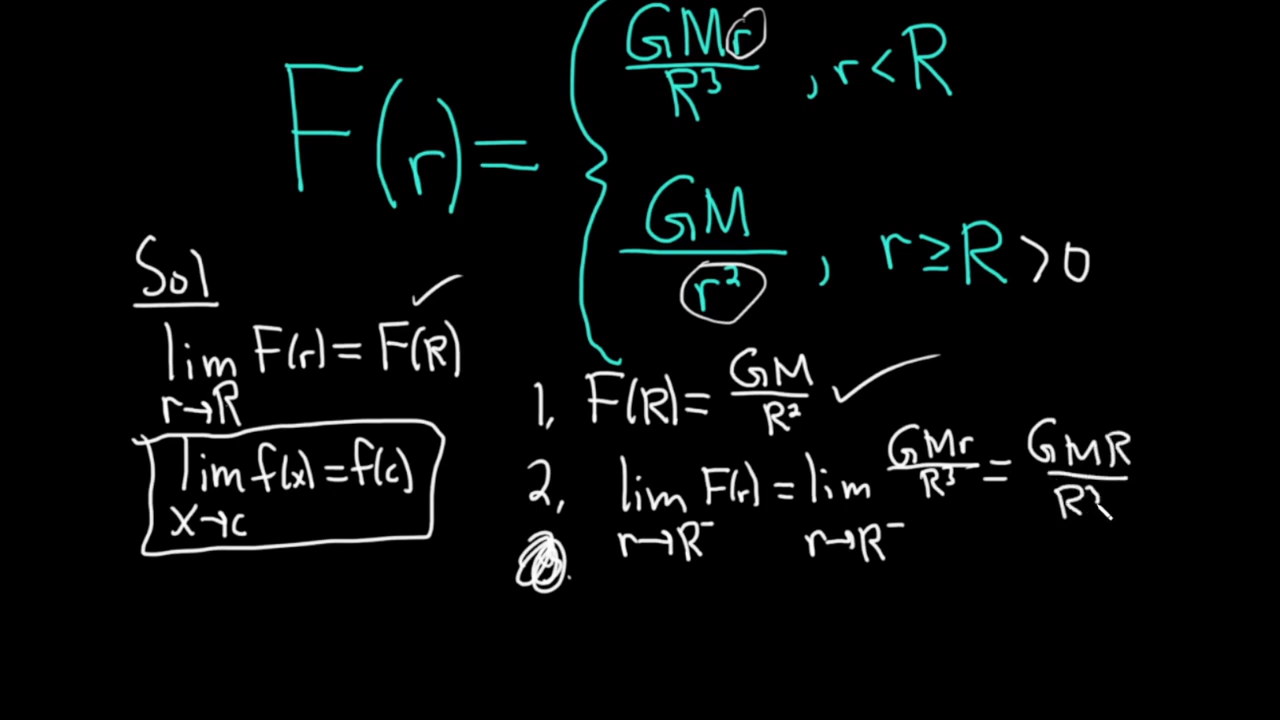 F(r) = { GMr/R³ , r < R
GM/r² , r ≥ R > 0
Sol
lim r→R F(r) = F(R) ✓
lim x→c f(x) = f(c)
1. F(R) = GM/R² ✓
2. lim r→R⁻ F(r) = lim r→R⁻ GMr/R³ = GMR/R³